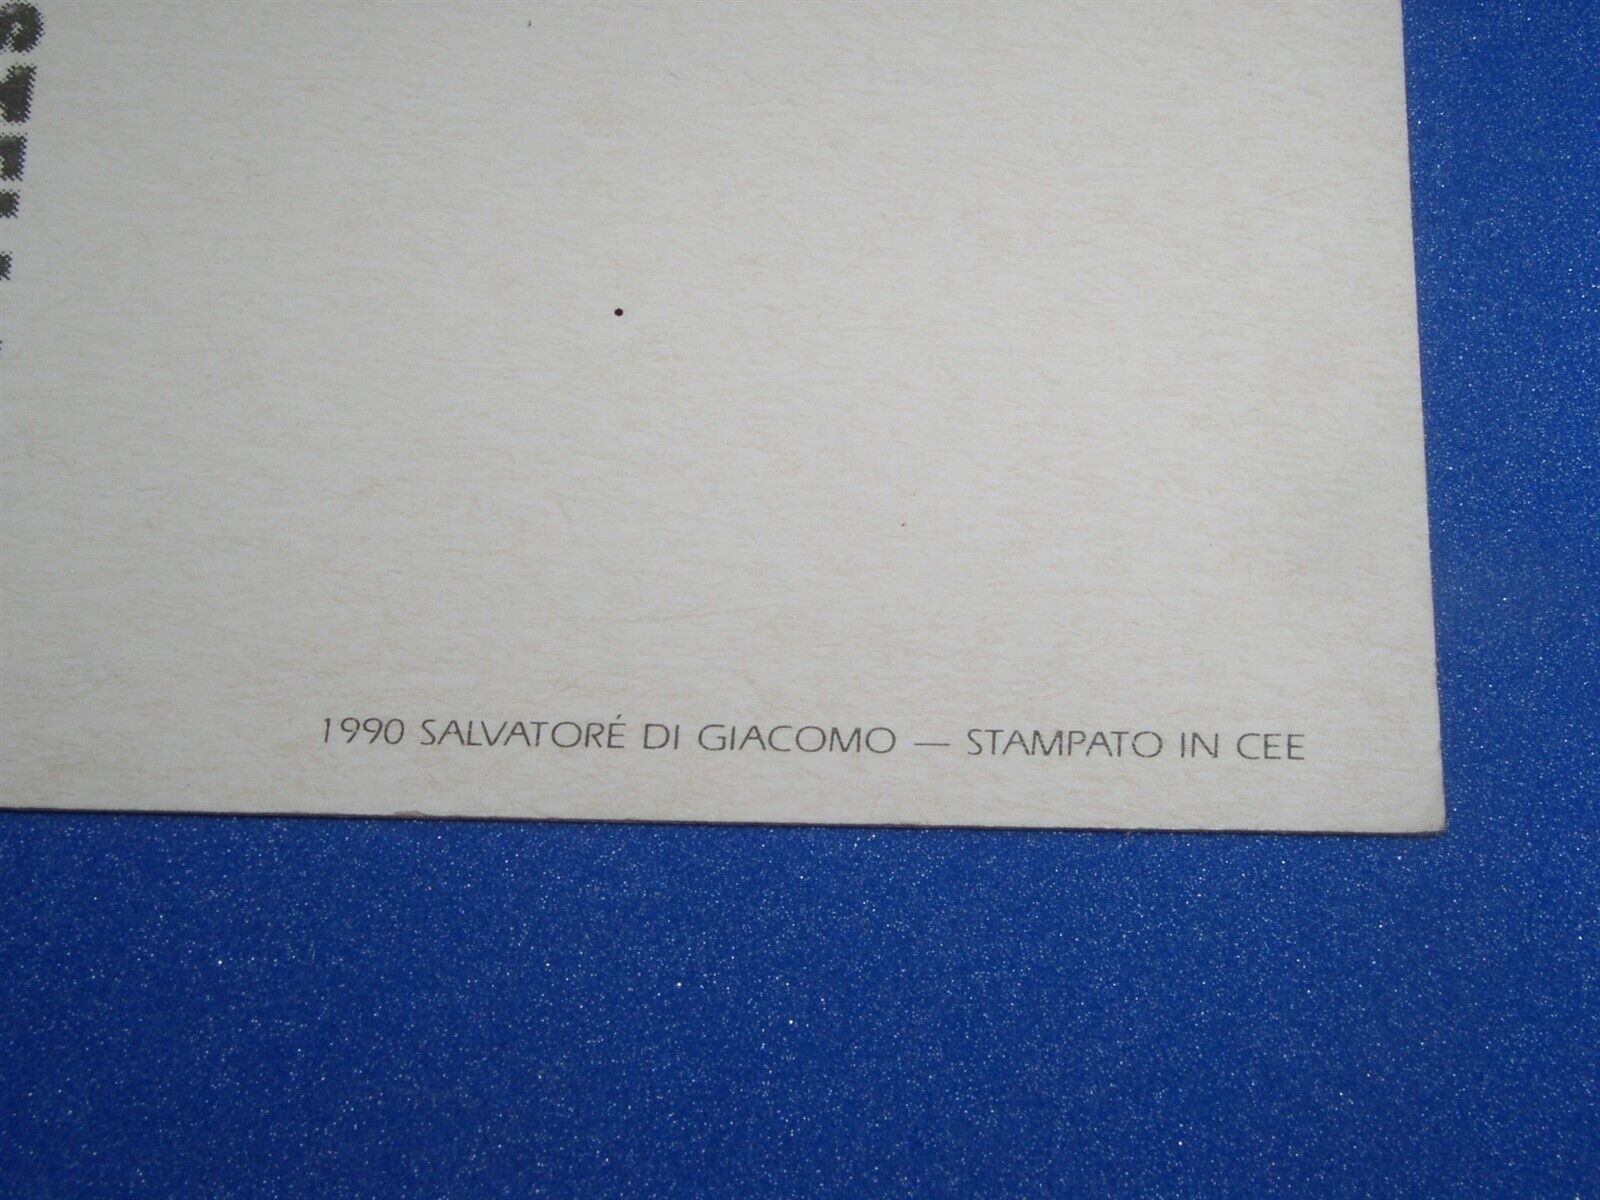 1990 SALVATORÉ DI GIACOMO — STAMPATO IN CEE